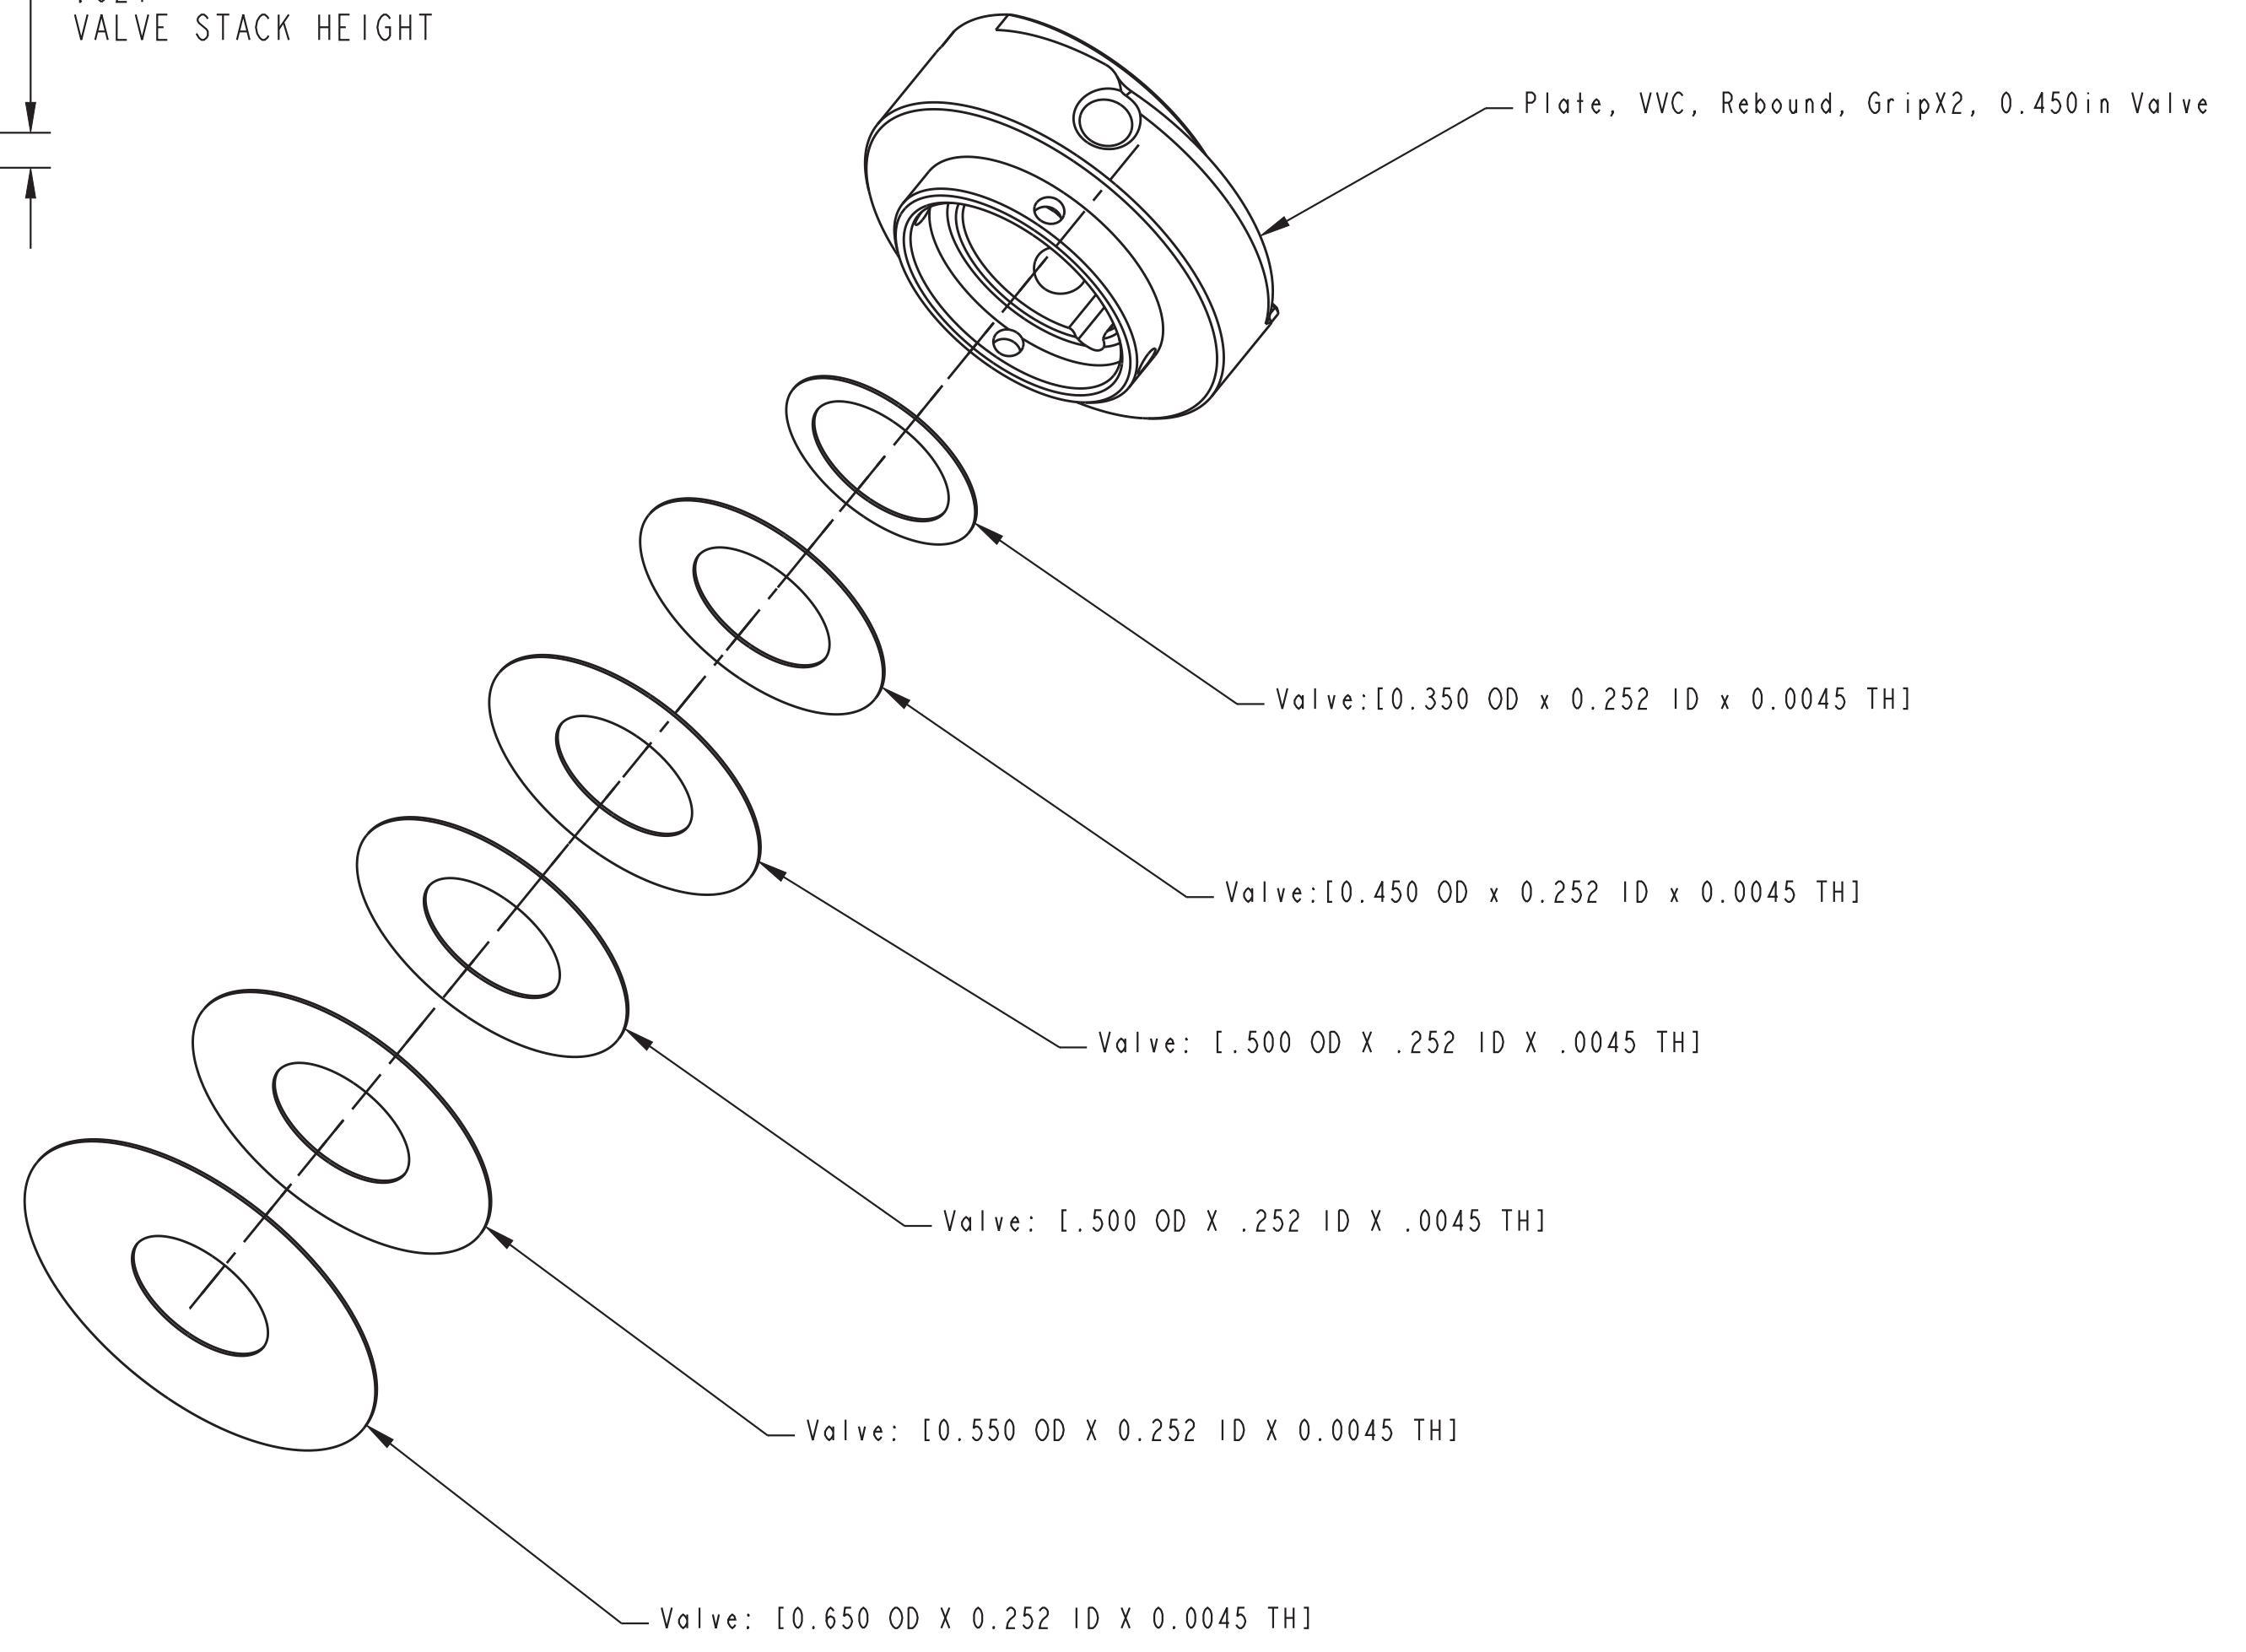 VALVE STACK HEIGHT
Plate, VVC, Rebound, GripX2, 0.450in Valve
Valve:[0.350 OD x 0.252 ID x 0.0045 TH]
Valve:[0.450 OD x 0.252 ID x 0.0045 TH]
Valve: [.500 OD X .252 ID X .0045 TH]
Valve: [.500 OD X .252 ID X .0045 TH]
Valve: [0.550 OD X 0.252 ID X 0.0045 TH]
Valve: [0.650 OD X 0.252 ID X 0.0045 TH]